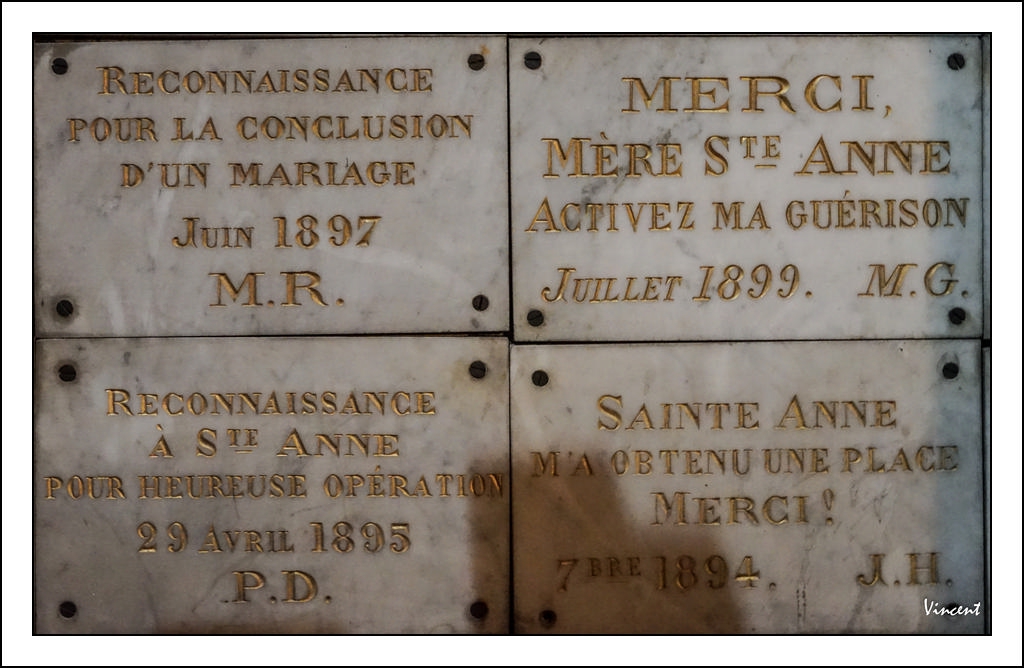 RECONNAISSANCE
POUR LA CONCLUSION
D'UN MARIAGE
JUIN 1897
M.R.
MERCI,
MÈRE STE ANNE
ACTIVEZ MA GUÉRISON
JUILLET 1899. M.G.
RECONNAISSANCE
À STE ANNE
POUR HEUREUSE OPÉRATION
29 AVRIL 1895
P.D.
SAINTE ANNE
M'A OBTENU UNE PLACE
MERCI!
7BRE 1894. J.H.
Vincent